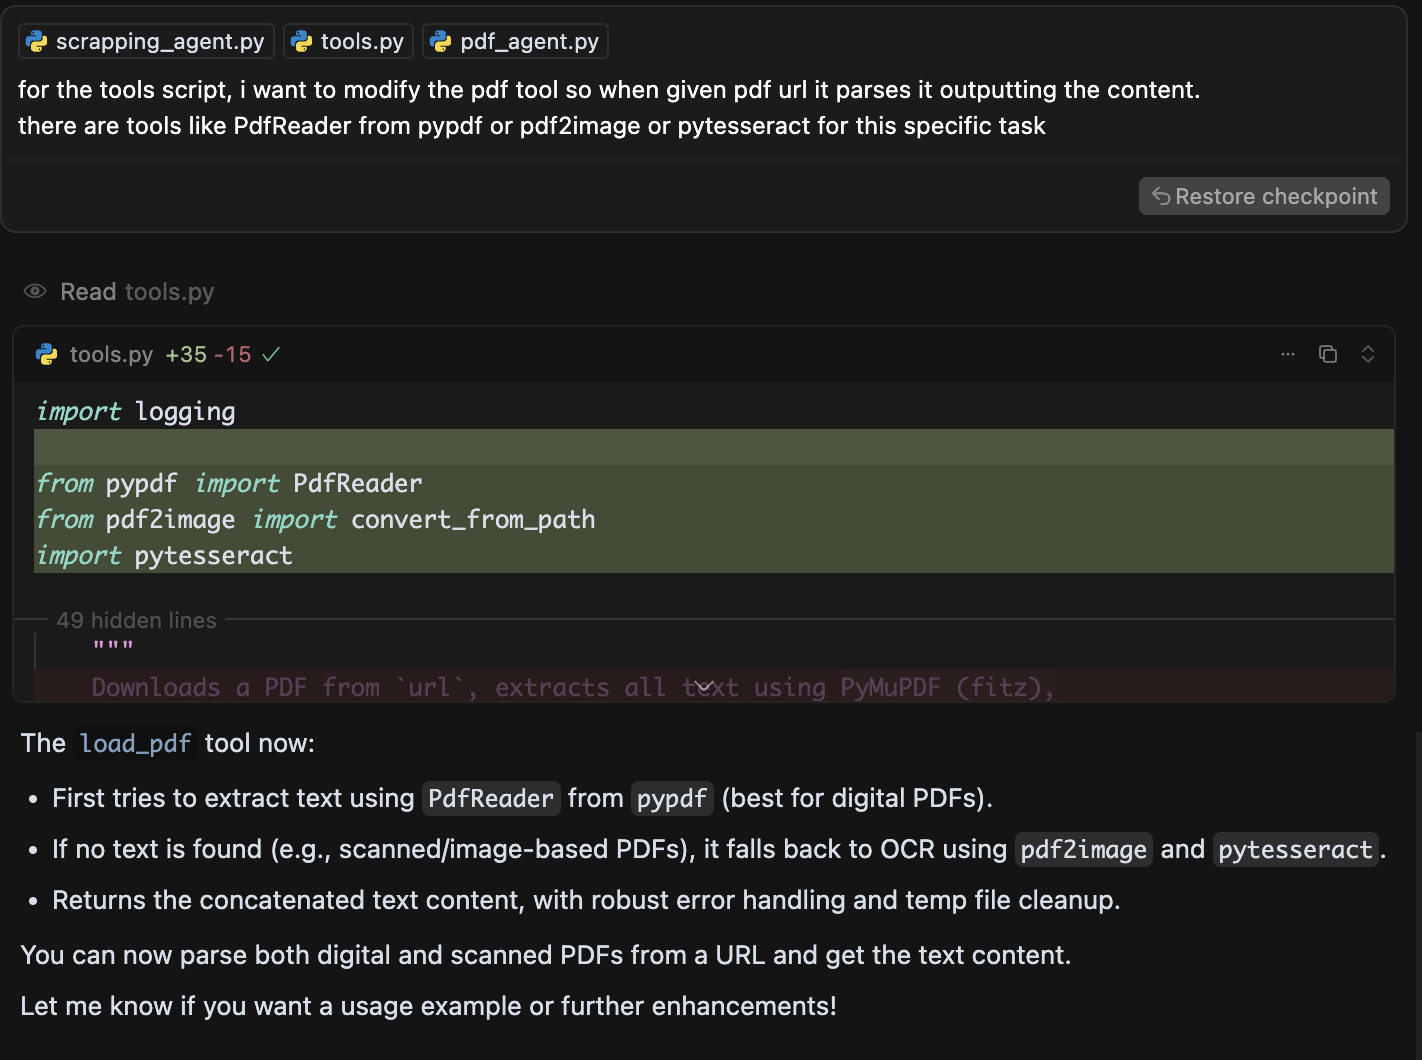 scrapping_agent.py tools.py pdf_agent.py
for the tools script, i want to modify the pdf tool so when given pdf url it parses it outputting the content.
there are tools like PdfReader from pypdf or pdf2image or pytesseract for this specific task
Restore checkpoint
Read tools.py
tools.py +35 -15
import logging
from pypdf import PdfReader
from pdf2image import convert_from_path
import pytesseract
49 hidden lines
"""
Downloads a PDF from `url`, extracts all text using PyMuPDF (fitz),
The load_pdf tool now:
• First tries to extract text using PdfReader from pypdf (best for digital PDFs).
• If no text is found (e.g., scanned/image-based PDFs), it falls back to OCR using pdf2image and pytesseract.
• Returns the concatenated text content, with robust error handling and temp file cleanup.
You can now parse both digital and scanned PDFs from a URL and get the text content.
Let me know if you want a usage example or further enhancements!